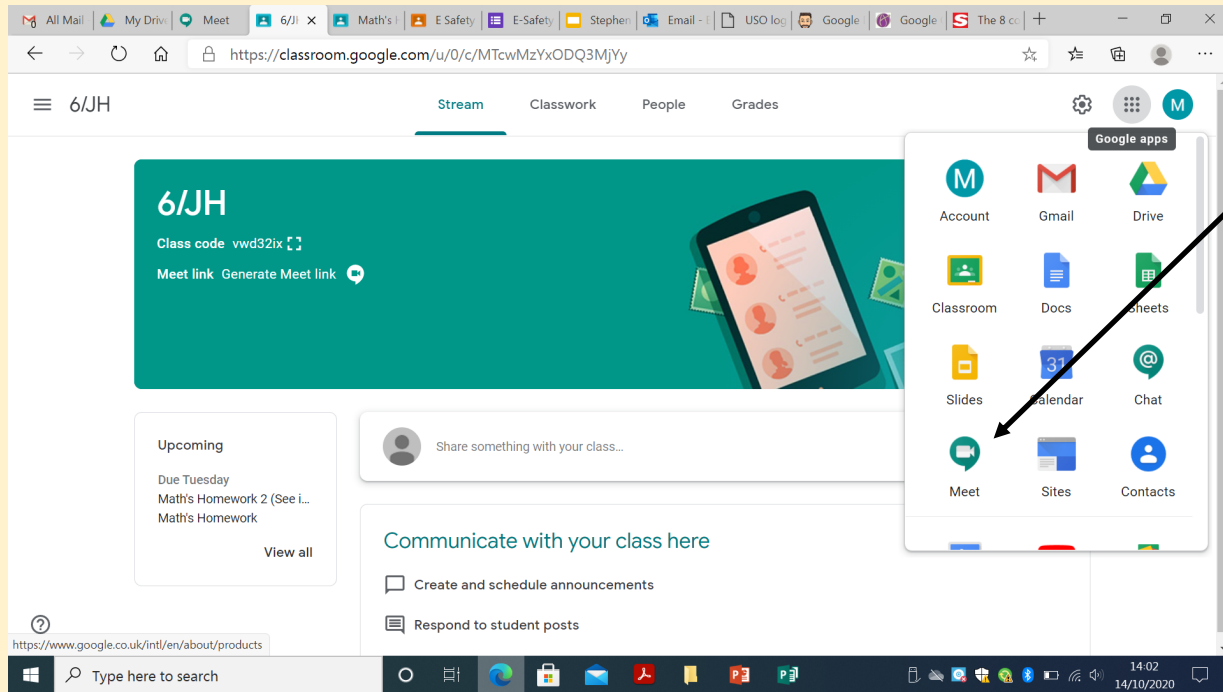 All Mail
My Drive
Meet
6/JH
Math's
E Safety
E-Safety
Stephen
Email -
USO log
Google
Google
The 8 cc
https://classroom.google.com/u/0/c/MTcwMzYxODQ3MjYy
6/JH
Stream
Classwork
People
Grades
M
Google apps
6/JH
Class code vwd32ix
Meet link Generate Meet link
M
Account
Gmail
Drive
Classroom
Docs
Sheets
Slides
31
Calendar
@
Chat
Meet
Sites
Contacts
Upcoming
Due Tuesday
Math's Homework 2 (See i...
Math's Homework
View all
Share something with your class...
Communicate with your class here
Create and schedule announcements
Respond to student posts
https://www.google.co.uk/intl/en/about/products
Type here to search
14:02
14/10/2020